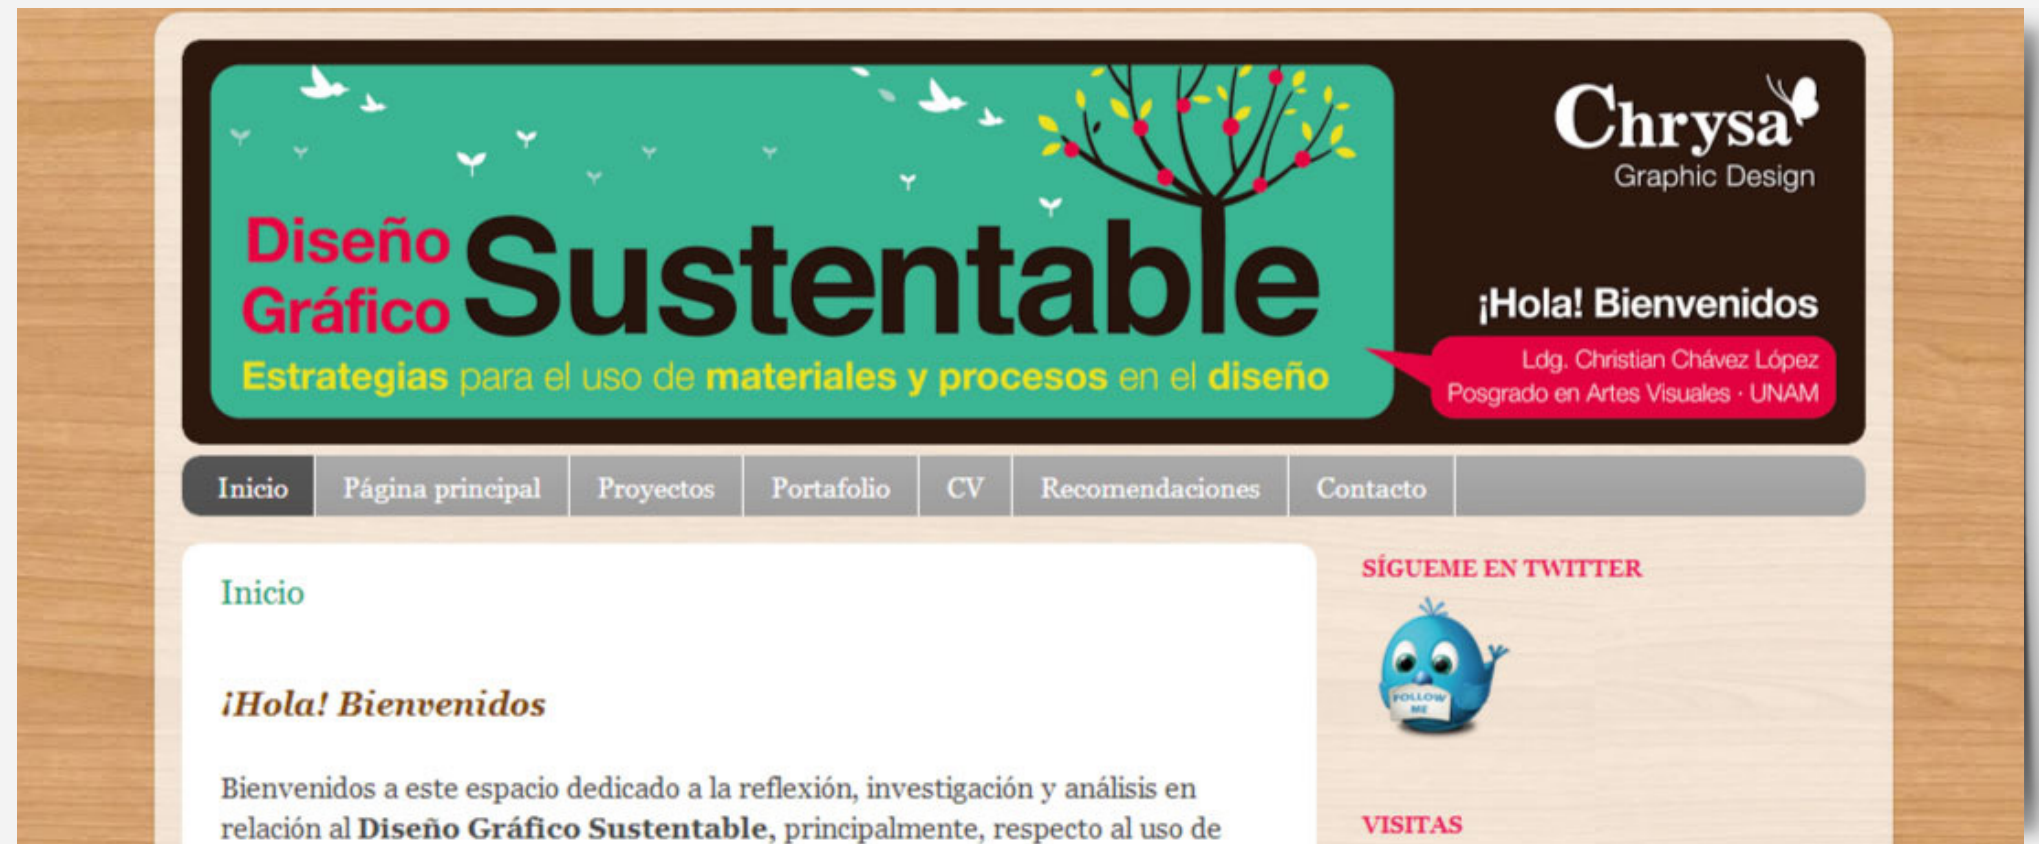 Chrysa
Graphic Design
Diseño
Gráfico
Sustentable
Estrategias para el uso de materiales y procesos en el diseño
¡Hola! Bienvenidos
Ldg. Christian Chávez López
Posgrado en Artes Visuales · UNAM
Inicio Página principal Proyectos Portafolio CV Recomendaciones Contacto
Inicio
¡Hola! Bienvenidos
Bienvenidos a este espacio dedicado a la reflexión, investigación y análisis en
relación al Diseño Gráfico Sustentable, principalmente, respecto al uso de
SÍGUEME EN TWITTER
FOLLOW
ME
VISITAS